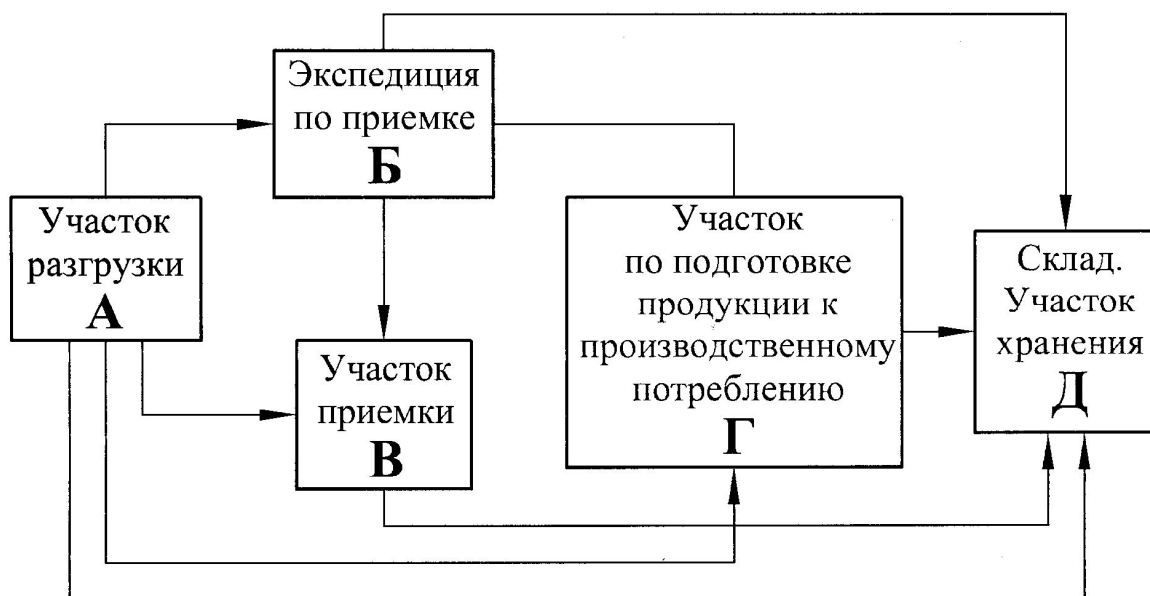 Экспедиция
по приемке
Б
Участок
разгрузки
А
Участок
приемки
В
Участок
по подготовке
продукции к
производственному
потреблению
Г
Склад.
Участок
хранения
Д